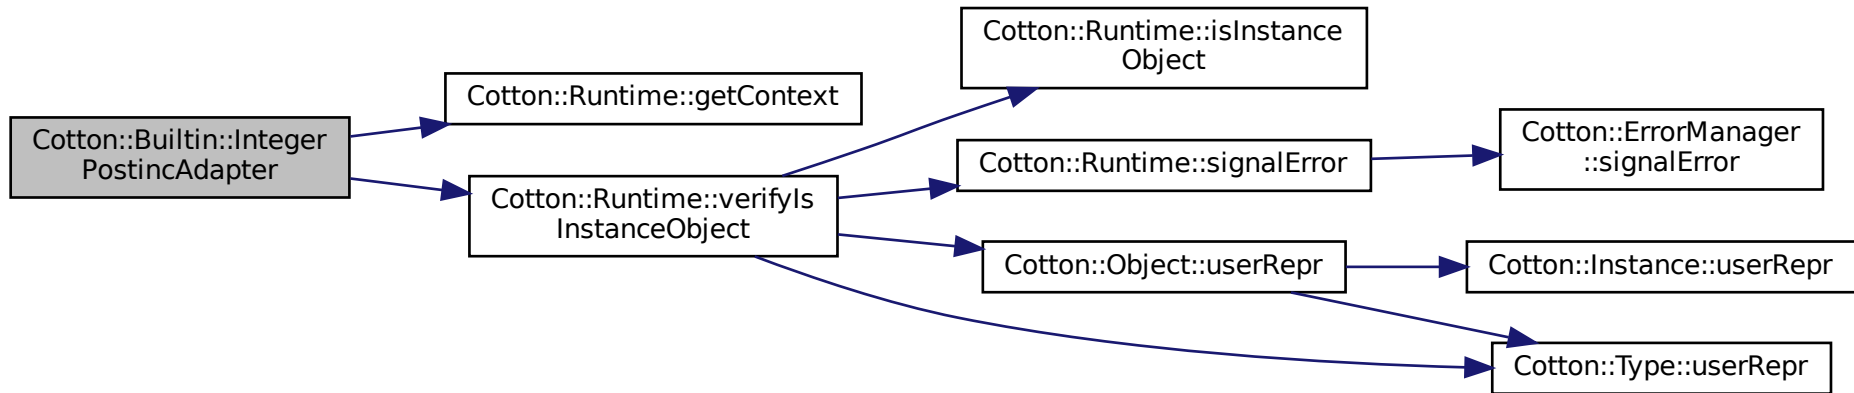 Cotton::Builtin::Integer
PostincAdapter
Cotton::Runtime::getContext
Cotton::Runtime::verifyIs
InstanceObject
Cotton::Runtime::isInstance
Object
Cotton::Runtime::signalError
Cotton::ErrorManager
::signalError
Cotton::Object::userRepr
Cotton::Instance::userRepr
Cotton::Type::userRepr